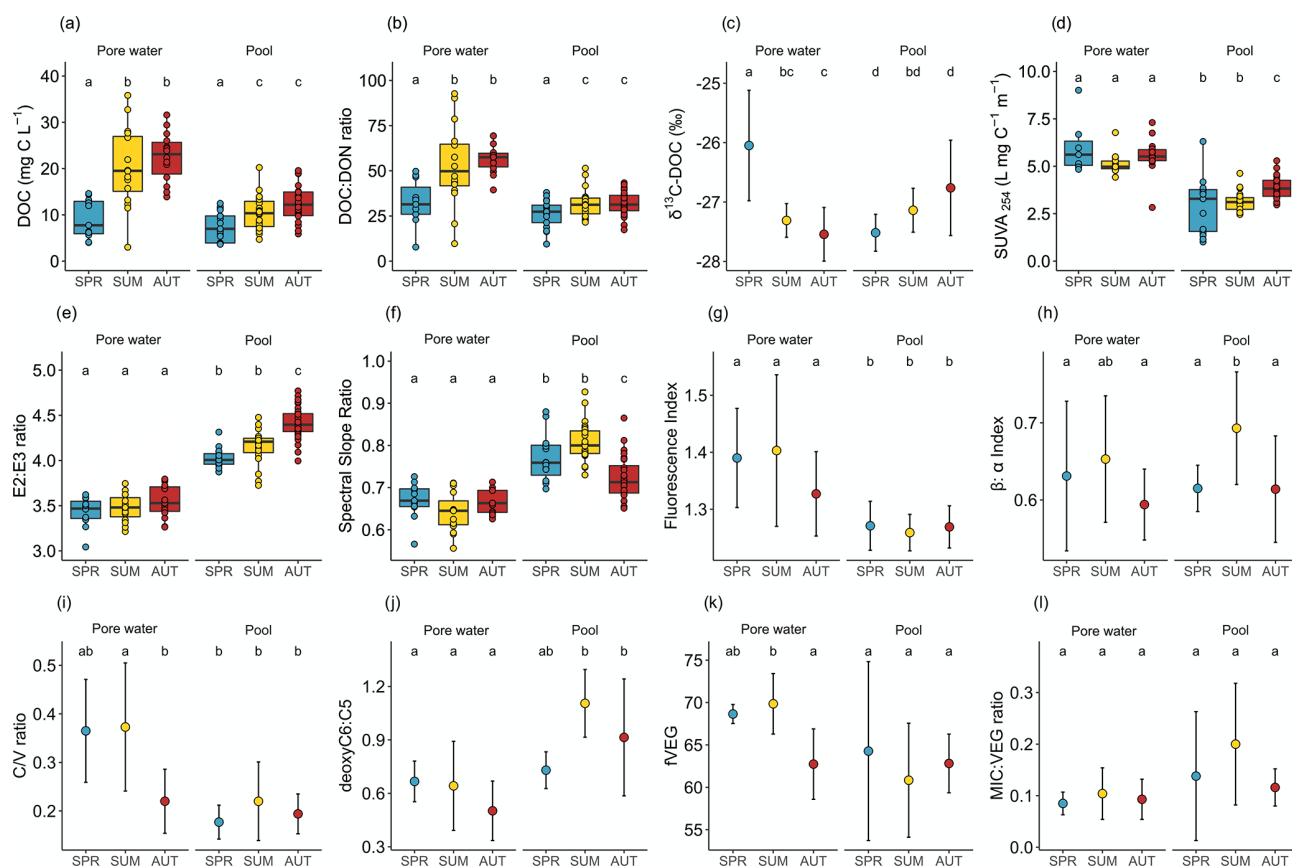 (a)
Pore water Pool
a b b a c c
DOC (mg C L⁻¹)
40
30
20
10
0
SPR SUM AUT SPR SUM AUT
(b)
Pore water Pool
a b b a c c
DOC:DON ratio
100
75
50
25
0
SPR SUM AUT SPR SUM AUT
(c)
Pore water Pool
a bc c d bd d
δ¹³C-DOC (‰)
-25
-26
-27
-28
SPR SUM AUT SPR SUM AUT
(d)
Pore water Pool
a a a b b c
SUVA ₂₅₄ (L mg C⁻¹ m⁻¹)
10.0
7.5
5.0
2.5
0.0
SPR SUM AUT SPR SUM AUT
(e)
Pore water Pool
a a a b b c
E2:E3 ratio
5.0
4.5
4.0
3.5
3.0
SPR SUM AUT SPR SUM AUT
(f)
Pore water Pool
a a a b b c
Spectral Slope Ratio
1.0
0.9
0.8
0.7
0.6
SPR SUM AUT SPR SUM AUT
(g)
Pore water Pool
a a a b b b
Fluorescence Index
1.5
1.4
1.3
SPR SUM AUT SPR SUM AUT
(h)
Pore water Pool
a ab a a b a
β: α Index
0.7
0.6
SPR SUM AUT SPR SUM AUT
(i)
Pore water Pool
ab a b b b b
C/V ratio
0.5
0.4
0.3
0.2
SPR SUM AUT SPR SUM AUT
(j)
Pore water Pool
a a a ab b b
deoxyC6:C5
1.2
0.9
0.6
0.3
SPR SUM AUT SPR SUM AUT
(k)
Pore water Pool
ab b a a a a
fVEG
75
70
65
60
55
SPR SUM AUT SPR SUM AUT
(l)
Pore water Pool
a a a a a a
MIC:VEG ratio
0.3
0.2
0.1
0.0
SPR SUM AUT SPR SUM AUT